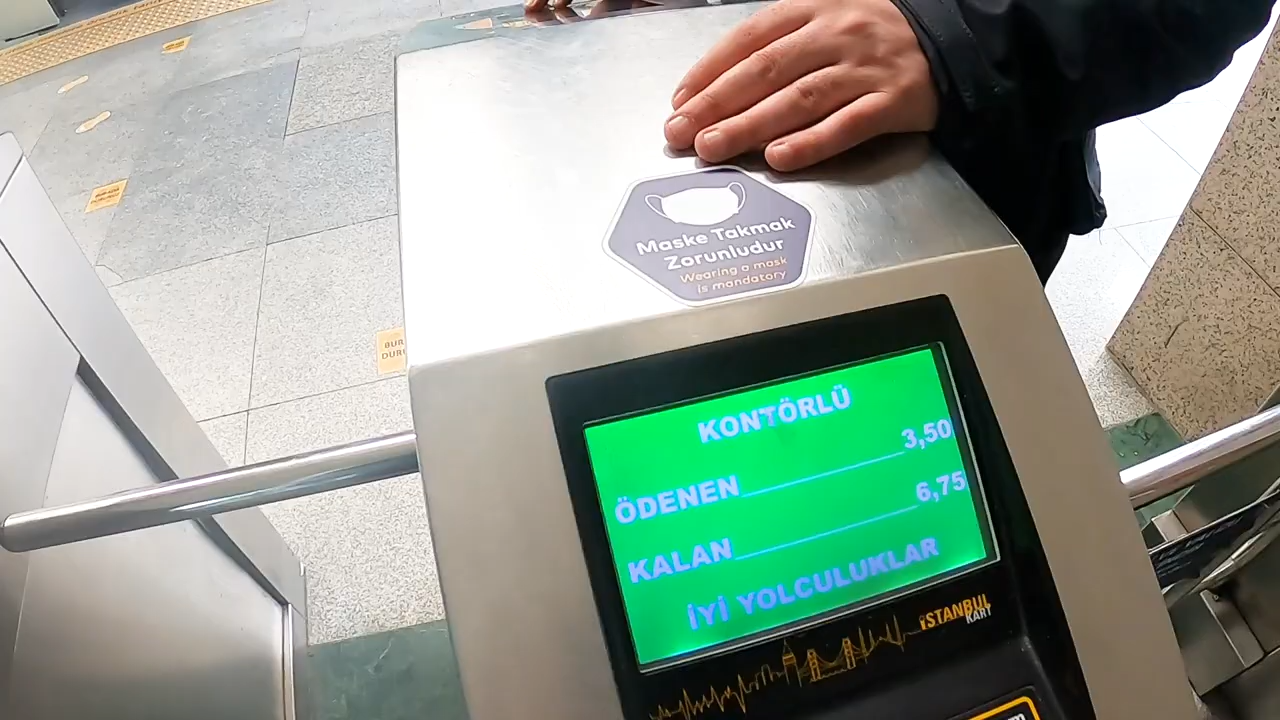 Maske Takmak
Zorunludur
Wearing a mask
is mandatory
KONTÖRLÜ
ÖDENEN 3,50
KALAN 6,75
İYİ YOLCULUKLAR
İSTANBUL
KART